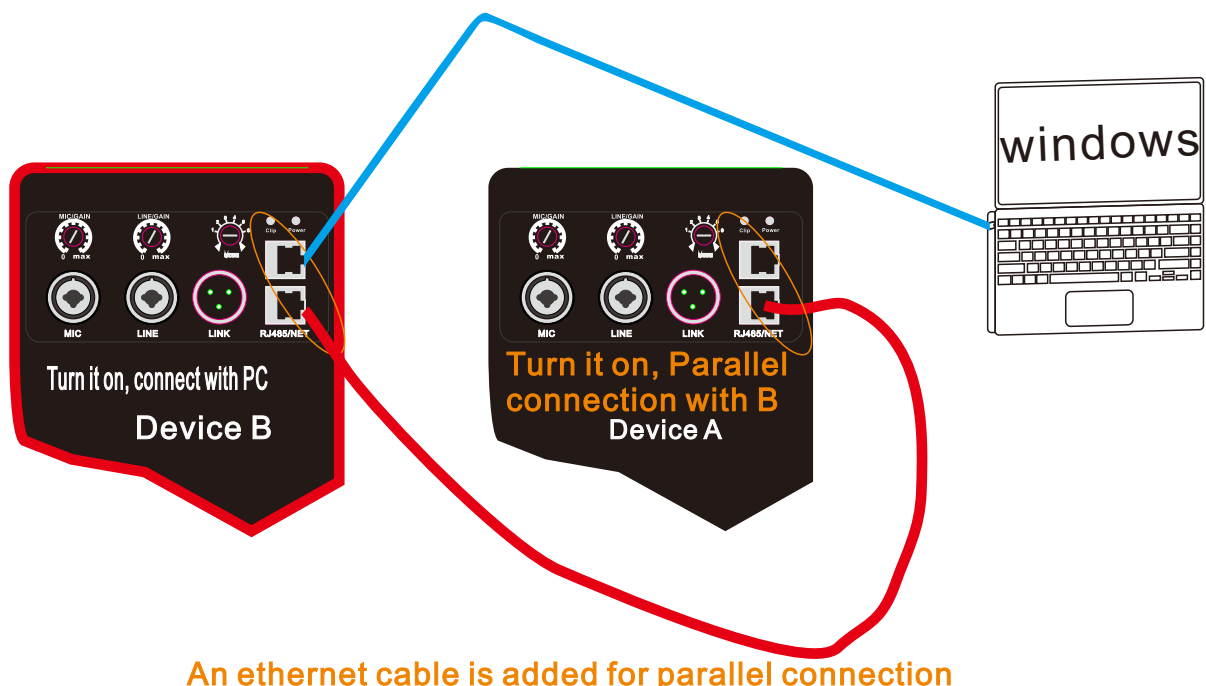 windows
MIC/GAIN
LINE/GAIN
Clip
Power
0 max
0 max
MIC
LINE
LINK
RJ485/NET
Turn it on, connect with PC
Device B
MIC/GAIN
LINE/GAIN
Clip
Power
0 max
0 max
MIC
LINE
LINK
RJ485/NET
Turn it on, Parallel
connection with B
Device A
An ethernet cable is added for parallel connection